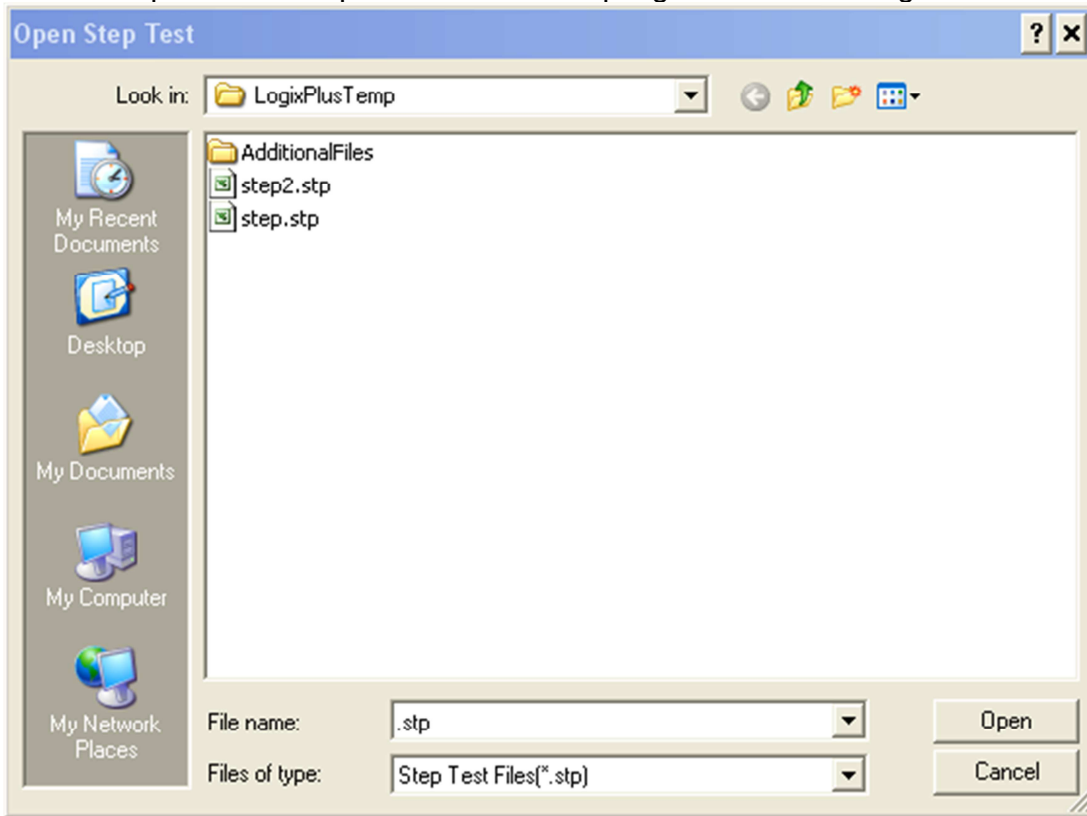 Open Step Test
Look in: LogixPlusTemp
AdditionalFiles
step2.stp
step.stp
My Recent
Documents
Desktop
My Documents
My Computer
My Network
Places
File name: .stp Open
Files of type: Step Test Files(*.stp) Cancel